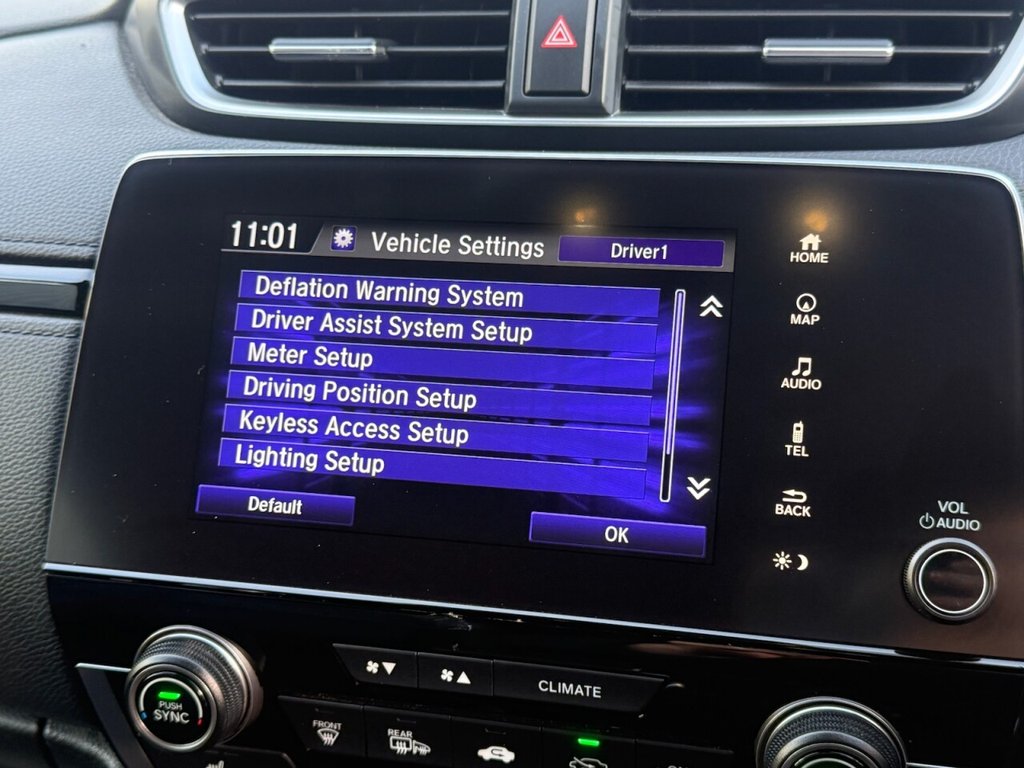 11:01 Vehicle Settings Driver1
Deflation Warning System
Driver Assist System Setup
Meter Setup
Driving Position Setup
Keyless Access Setup
Lighting Setup
Default
OK
HOME
MAP
AUDIO
TEL
BACK
VOL
AUDIO
PUSH
SYNC
CLIMATE
FRONT
REAR